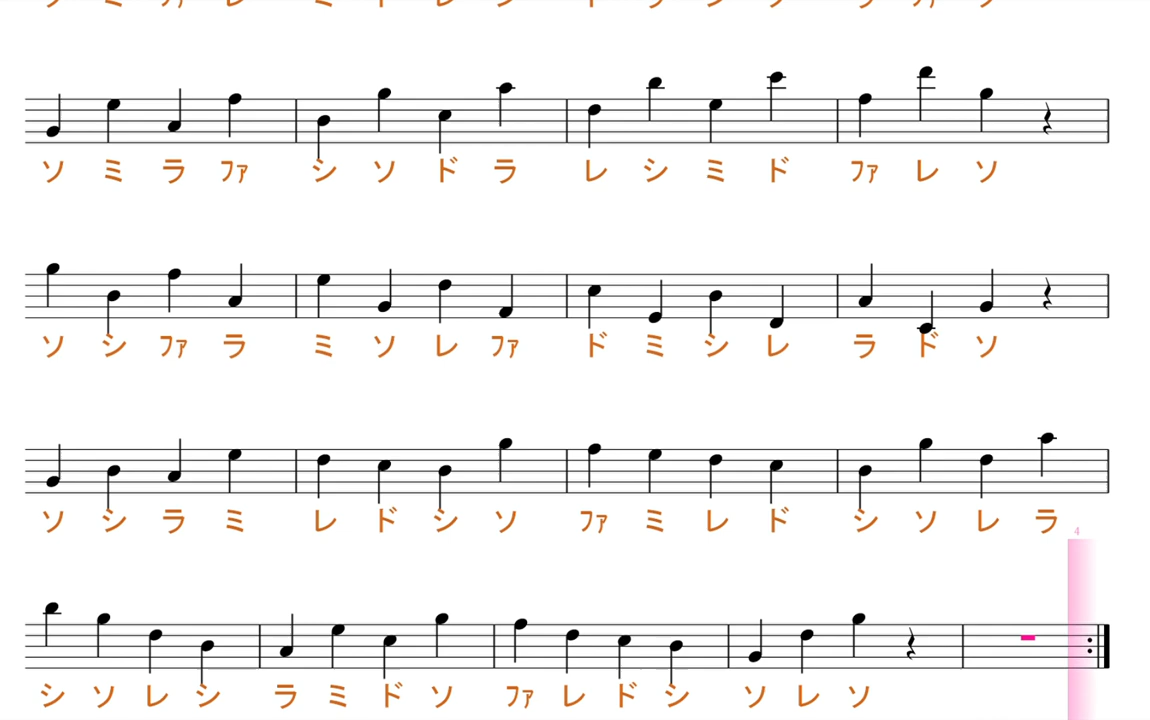 ソ ミ ラ ファ シ ソ ド ラ レ シ ミ ド ファ レ ソ
ソ シ ファ ラ ミ ソ レ ファ ド ミ シ レ ラ ド ソ
ソ シ ラ ミ レ ド シ ソ ファ ミ レ ド シ ソ レ ラ
4
シ ソ レ シ ラ ミ ド ソ ファ レ ド シ ソ レ ソ